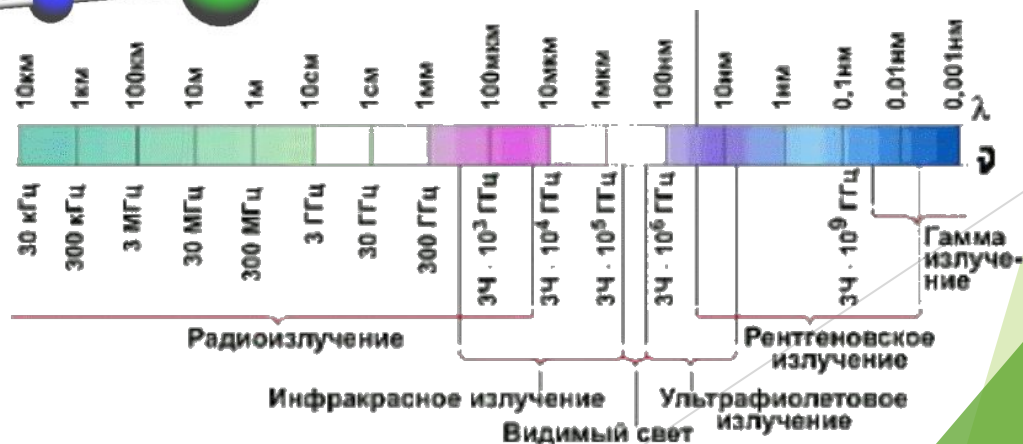 10км 1км 100км 10м 1м 10см 1см 1мм 100мкм 10мкм 1мкм 100нм 10нм 1нм 0,1нм 0,01нм 0,001нм
λ
ν
30 кГц 300 кГц 3 МГц 30 МГц 300 МГц 3 ГГц 30 ГГц 300 ГГц 3Ч · 10³ ГГц 3Ч · 10⁴ ГГц 3Ч · 10⁵ ГГц 3Ч · 10⁶ ГГц 3Ч · 10⁹ ГГц
Гамма
излуче-
ние
Радиоизлучение
Рентгеновское
излучение
Инфракрасное излучение
Ультрафиолетовое
излучение
Видимый свет